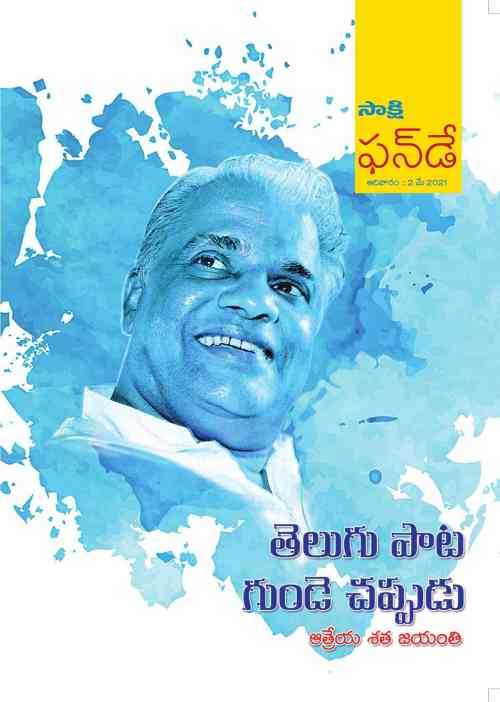 సాక్షి
ఫన్‌డే
ఆదివారం :: 2 మే 2021
తెలుగు పాట
గుండె చప్పుడు
ఆత్రేయ శత జయంతి